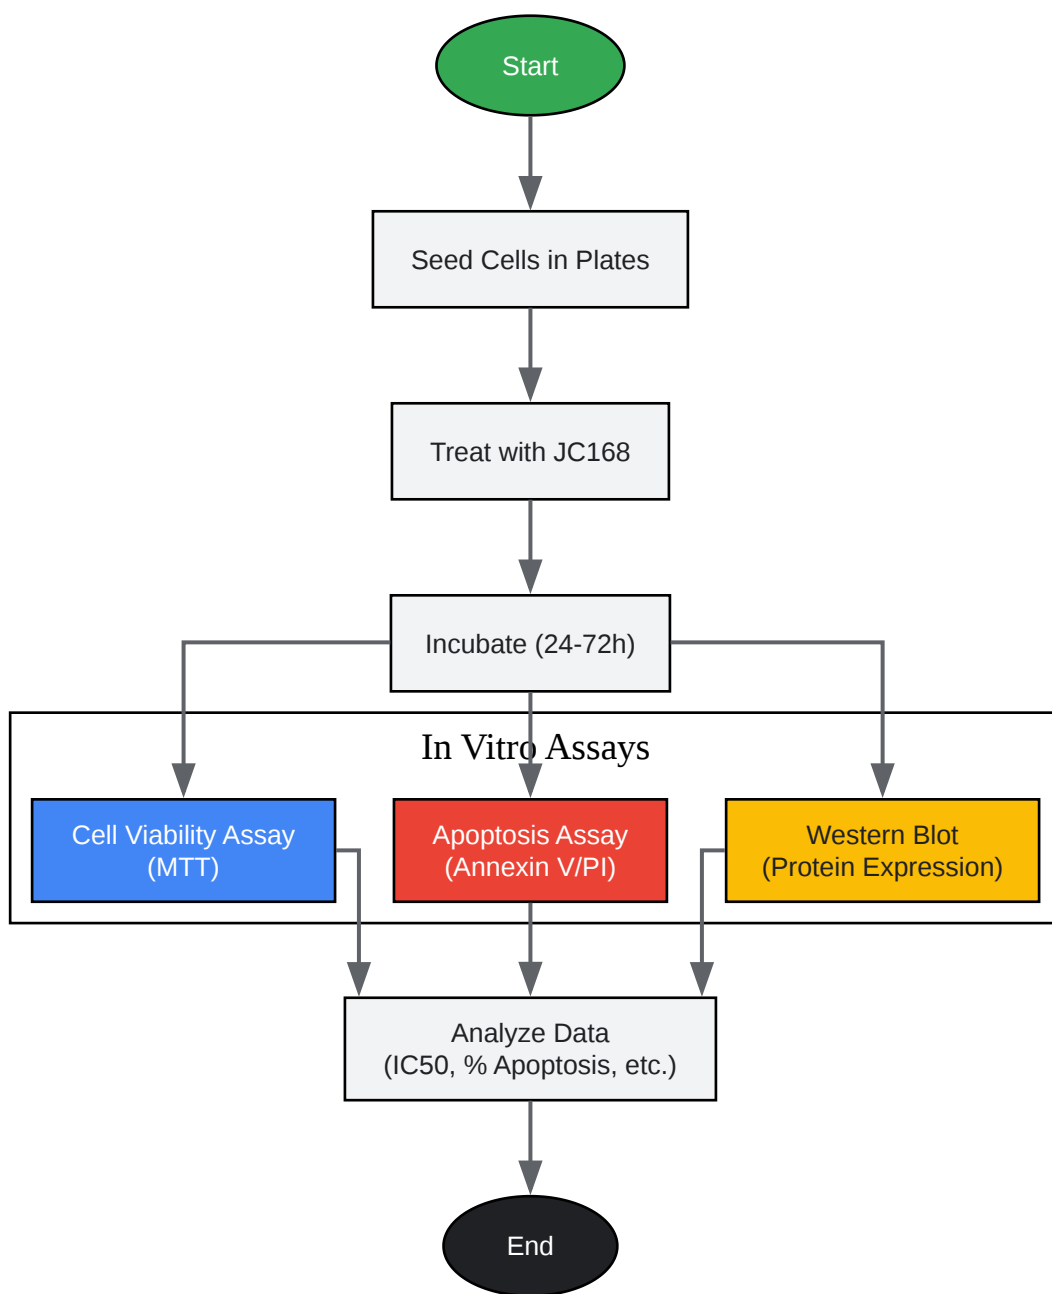 Start
Seed Cells in Plates
Treat with JC168
Incubate (24-72h)
In Vitro Assays
Cell Viability Assay
(MTT)
Apoptosis Assay
(Annexin V/PI)
Western Blot
(Protein Expression)
Analyze Data
(IC50, % Apoptosis, etc.)
End